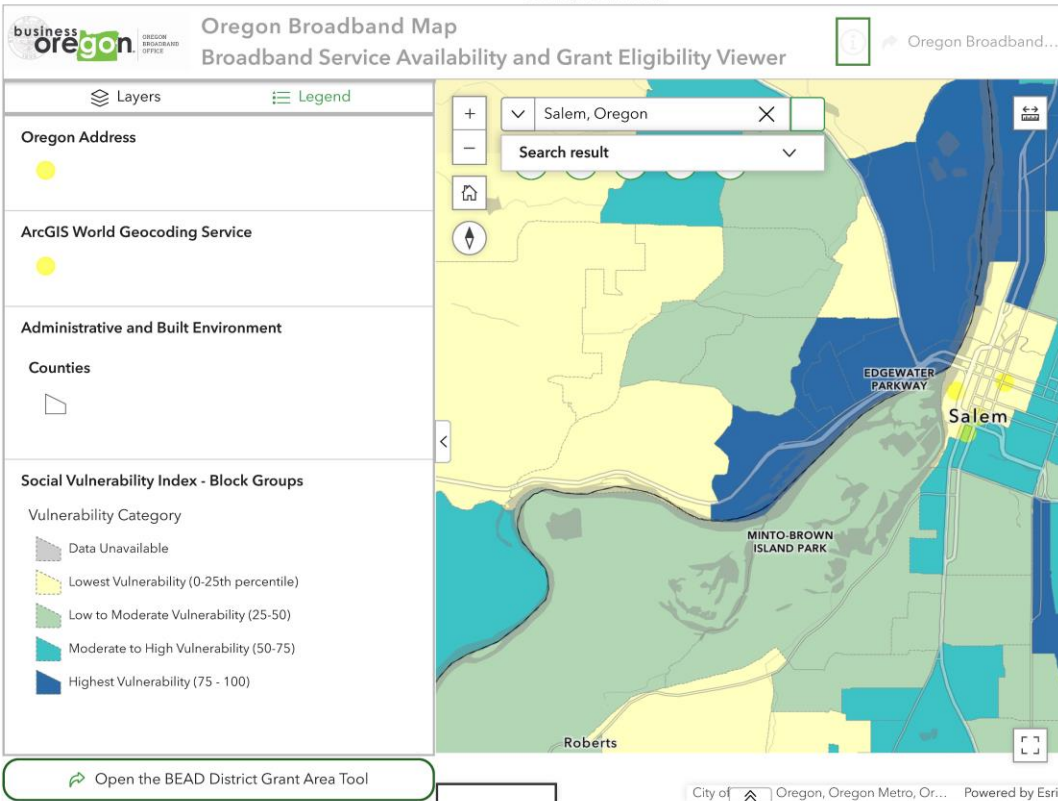 business
oregon
OREGON
BROADBAND
OFFICE
Oregon Broadband Map
Broadband Service Availability and Grant Eligibility Viewer
Oregon Broadband...
Layers
Legend
Oregon Address
ArcGIS World Geocoding Service
Administrative and Built Environment
Counties
Social Vulnerability Index - Block Groups
Vulnerability Category
Data Unavailable
Lowest Vulnerability (0-25th percentile)
Low to Moderate Vulnerability (25-50)
Moderate to High Vulnerability (50-75)
Highest Vulnerability (75 - 100)
Open the BEAD District Grant Area Tool
+
Salem, Oregon
−
Search result
EDGEWATER
PARKWAY
Salem
MINTO-BROWN
ISLAND PARK
Roberts
City of
Oregon, Oregon Metro, Or...
Powered by Esri